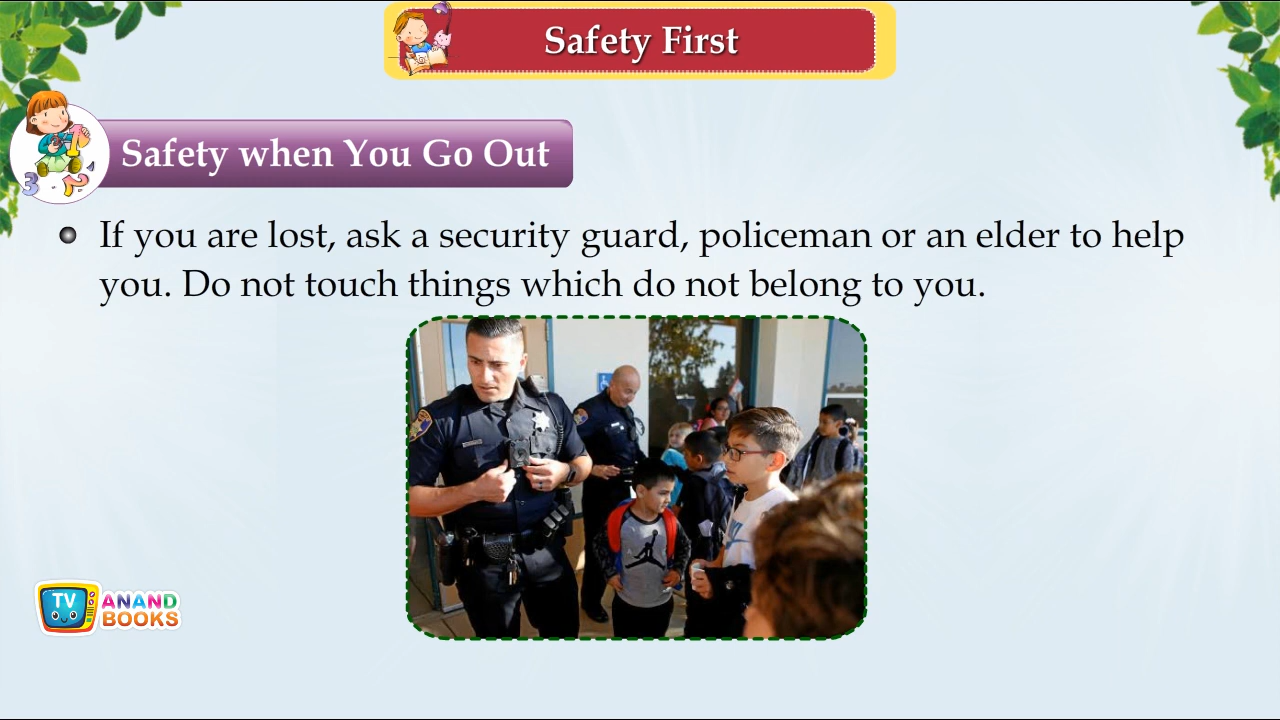 Safety First
Safety when You Go Out
If you are lost, ask a security guard, policeman or an elder to help
you. Do not touch things which do not belong to you.
TV
ANAND
BOOKS